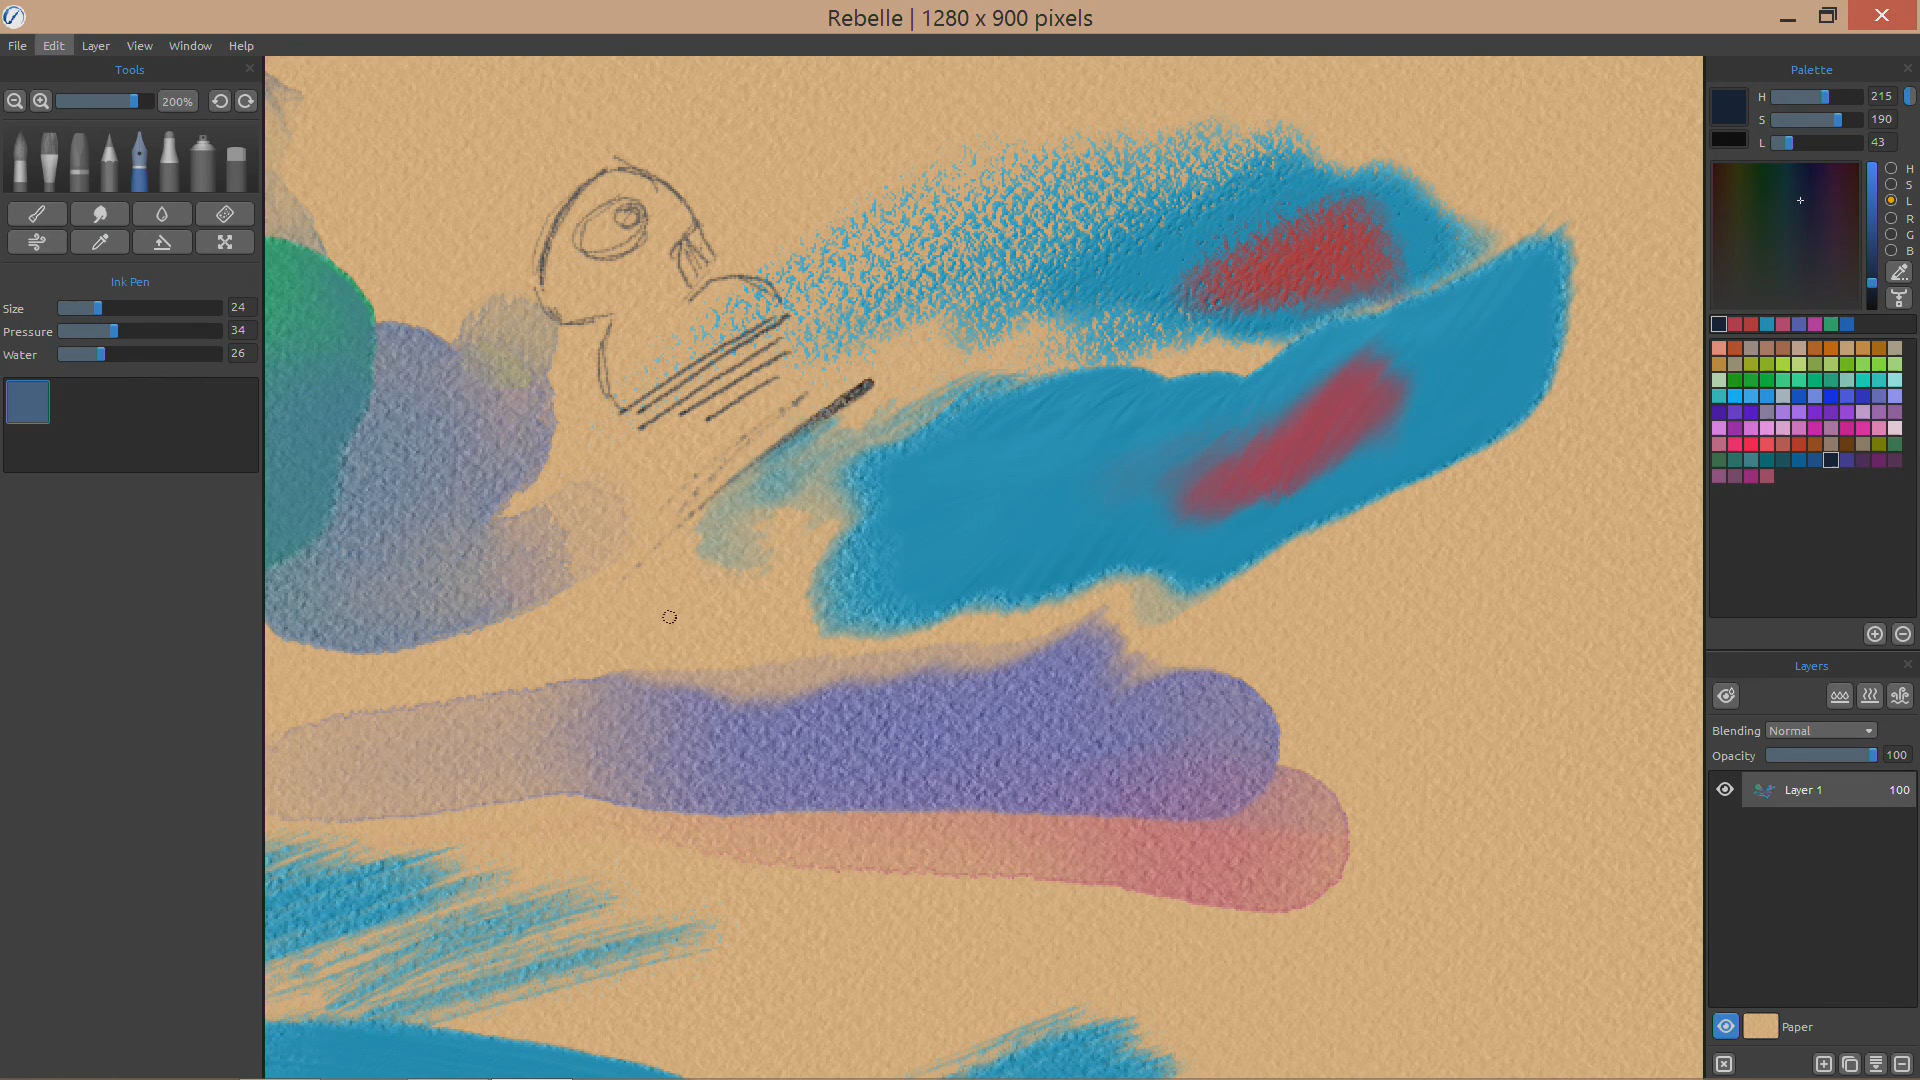 Rebelle | 1280 x 900 pixels
File Edit Layer View Window Help
Tools
200%
Ink Pen
Size 24
Pressure 34
Water 26
Palette
H 215
S 190
L 43
H
S
L
R
G
B
Layers
Blending Normal
Opacity 100
Layer 1 100
Paper